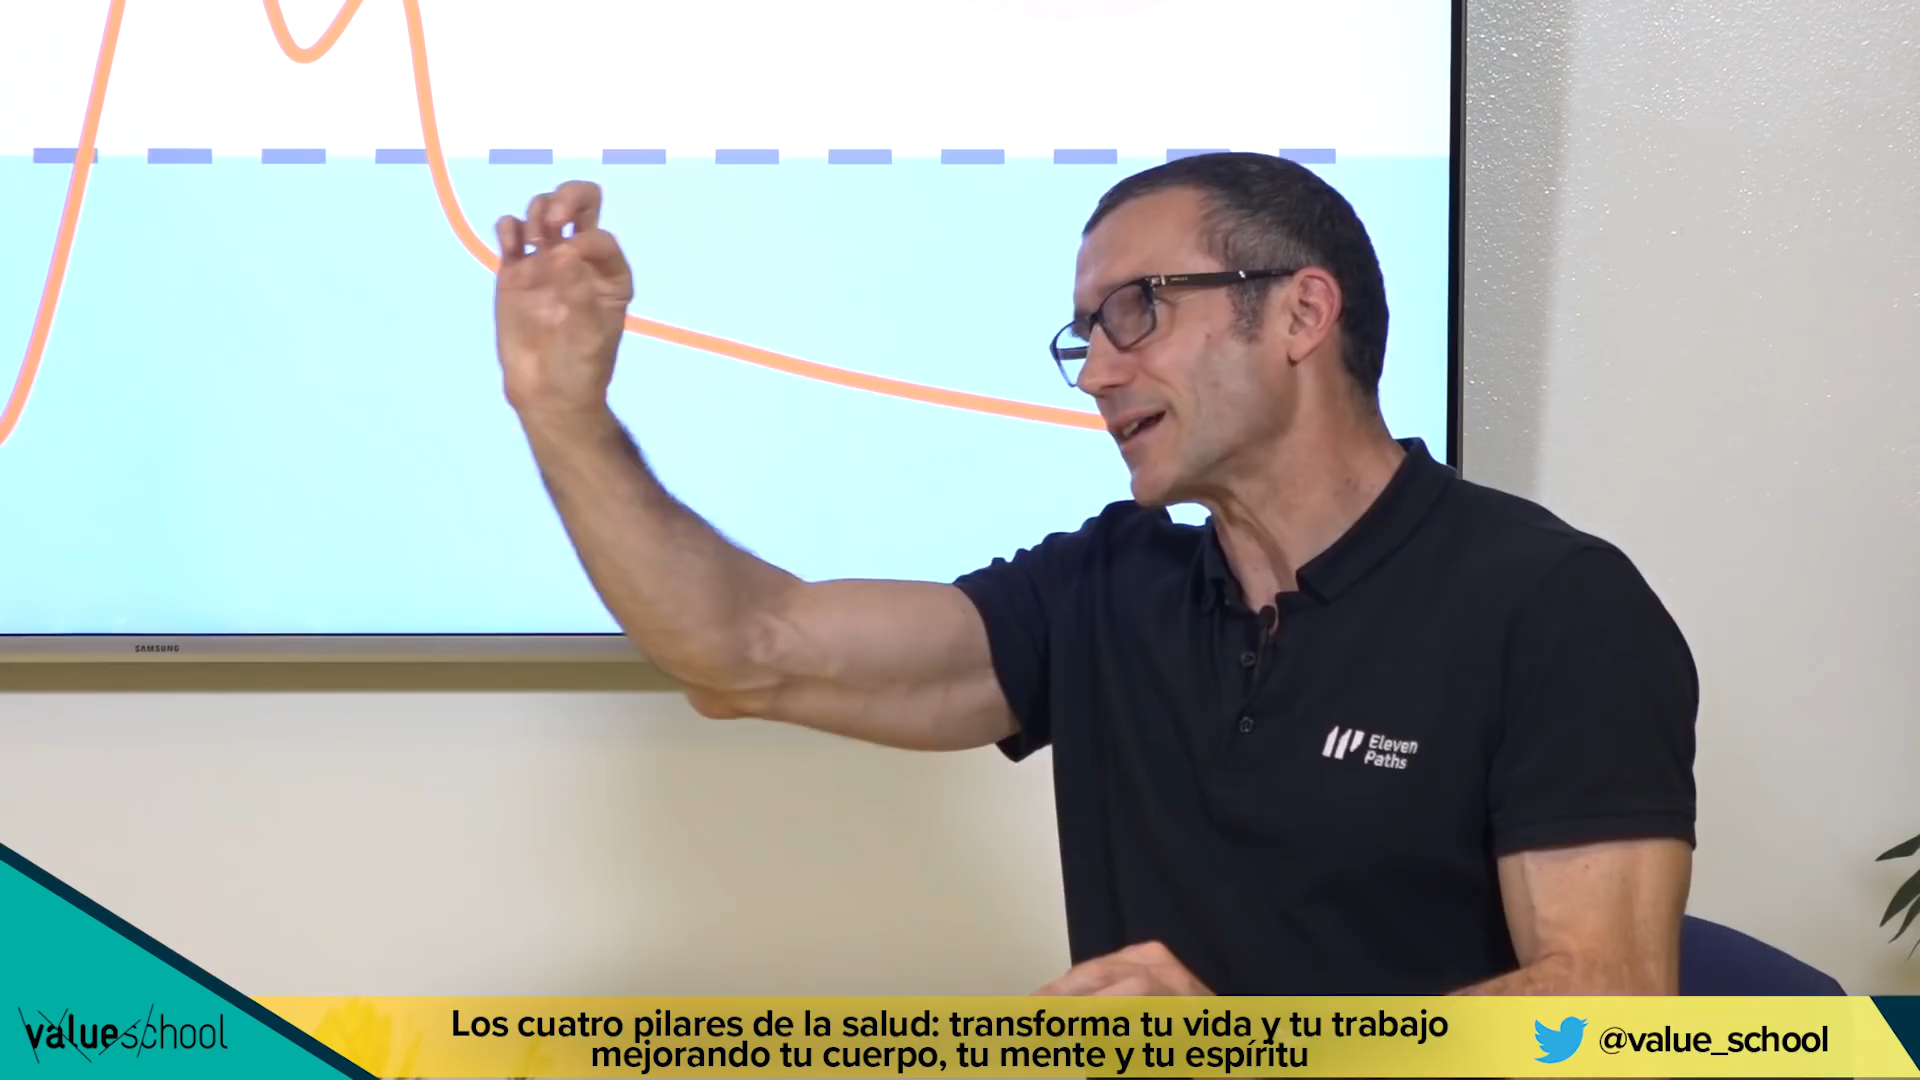 SAMSUNG
Eleven
Paths
valueschool
Los cuatro pilares de la salud: transforma tu vida y tu trabajo
mejorando tu cuerpo, tu mente y tu espíritu
@value_school